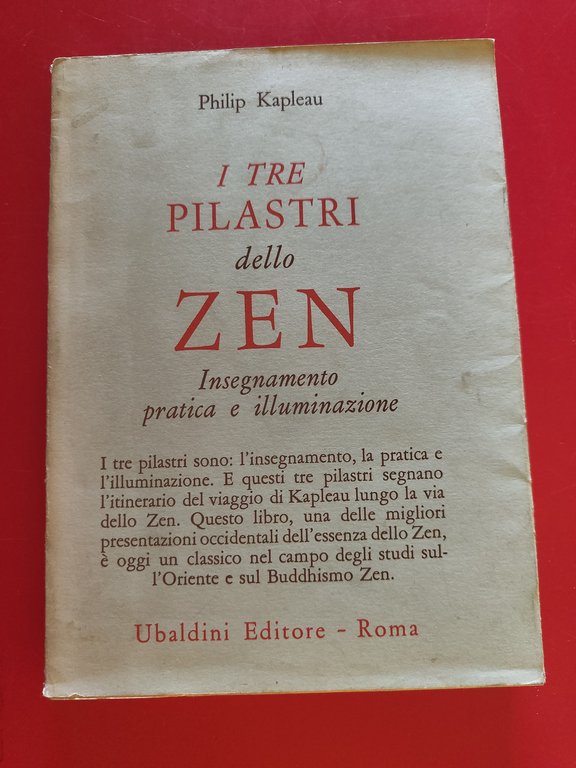 Philip Kapleau
I TRE
PILASTRI
dello
ZEN
Insegnamento
pratica e illuminazione
I tre pilastri sono: l'insegnamento, la pratica e
l'illuminazione. E questi tre pilastri segnano
l'itinerario del viaggio di Kapleau lungo la via
dello Zen. Questo libro, una delle migliori
presentazioni occidentali dell'essenza dello Zen,
è oggi un classico nel campo degli studi sul-
l'Oriente e sul Buddhismo Zen.
Ubaldini Editore - Roma